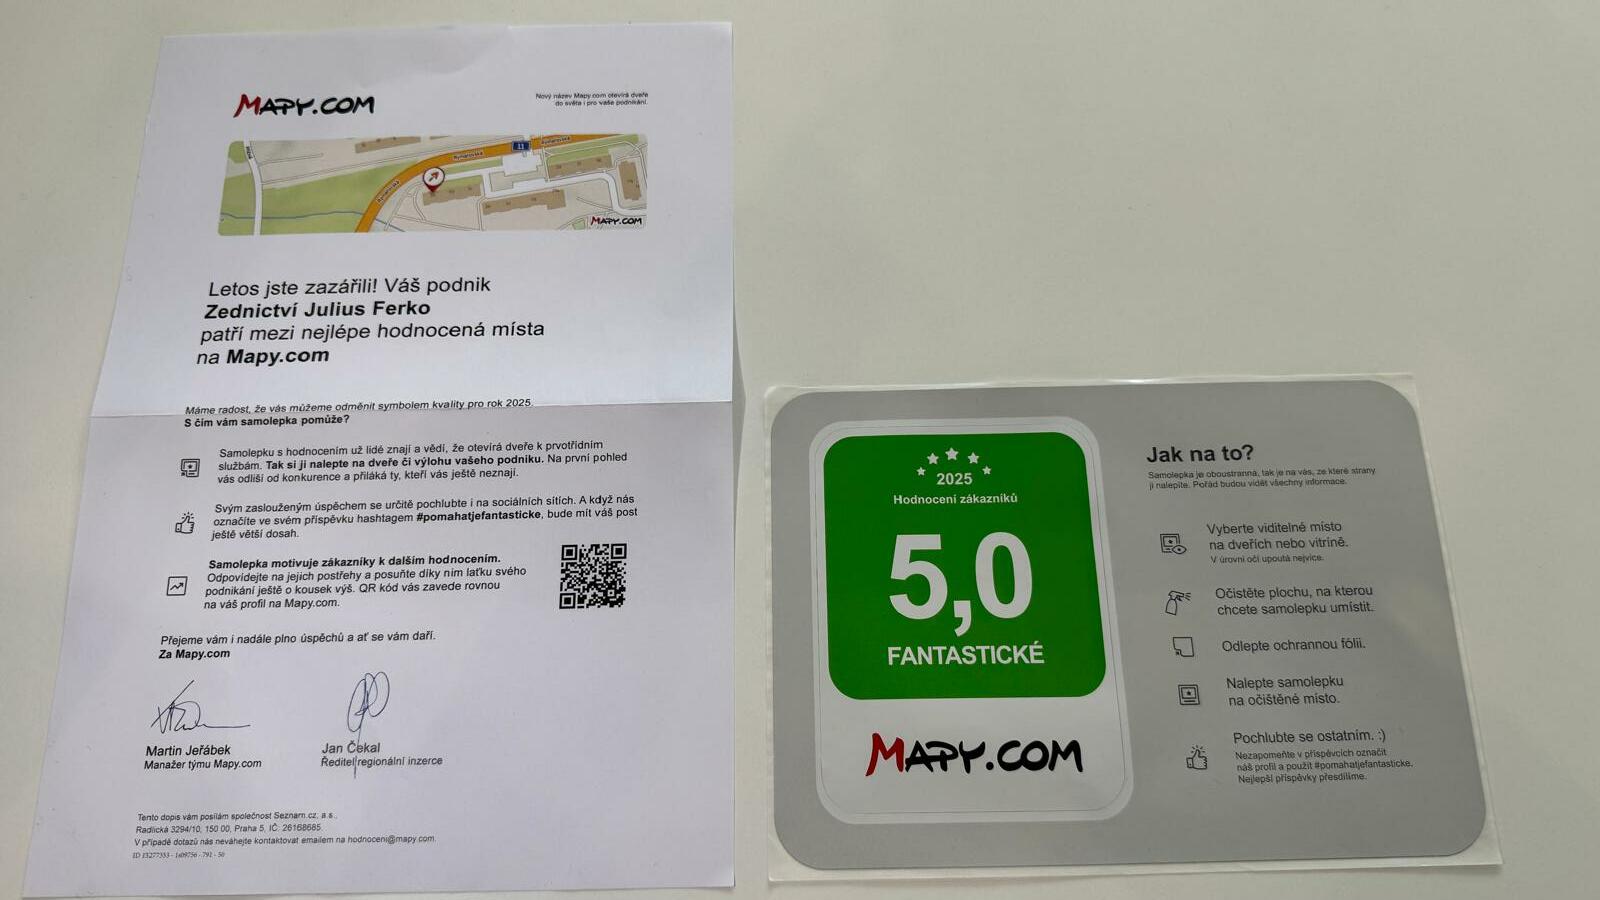 MAPY.COM
Nový název Mapy.com otevírá dveře
do světa i pro vaše podnikání.
11
MAPY.COM
Letos jste zazářili! Váš podnik
Zednictví Julius Ferko
patří mezi nejlépe hodnocená místa
na Mapy.com
Máme radost, že vás můžeme odměnit symbolem kvality pro rok 2025.
S čím vám samolepka pomůže?
Samolepku s hodnocením už lidé znají a vědí, že otevírá dveře k prvotřídním
službám. Tak si ji nalepte na dveře či výlohu vašeho podniku. Na první pohled
vás odliší od konkurence a přiláká ty, kteří vás ještě neznají.
Svým zaslouženým úspěchem se určitě pochlubte i na sociálních sítích. A když nás
označíte ve svém příspěvku hashtagem #pomahatjefantasticke, bude mít váš post
ještě větší dosah.
Samolepka motivuje zákazníky k dalším hodnocením.
Odpovídejte na jejich postřehy a posuňte díky nim laťku svého
podnikání ještě o kousek výš. QR kód vás zavede rovnou
na váš profil na Mapy.com.
Přejeme vám i nadále plno úspěchů a ať se vám daří.
Za Mapy.com
Martin Jeřábek
Manažer týmu Mapy.com
Jan Čekal
Ředitel regionální inzerce
Tento dopis vám posílám společnost Seznam.cz, a.s.,
Radlická 3294/10, 150 00, Praha 5, IČ: 26168685.
V případě dotazů nás neváhejte kontaktovat emailem na hodnoceni@mapy.com.
ID 13277353 - 1s09756 - 791 - 50
2025
Hodnocení zákazníků
5,0
FANTASTICKÉ
MAPY.COM
Jak na to?
Samolepka je oboustranná, tak je na vás, ze které strany
ji nalepíte. Pořád budou vidět všechny informace.
Vyberte viditelné místo
na dveřích nebo vitríně.
V úrovni očí upoutá nejvíce.
Očistěte plochu, na kterou
chcete samolepku umístit.
Odlepte ochrannou fólii.
Nalepte samolepku
na očištěné místo.
Pochlubte se ostatním. :)
Nezapomeňte v příspěvcích označit
náš profil a použít #pomahatjefantasticke.
Nejlepší příspěvky přesdílíme.